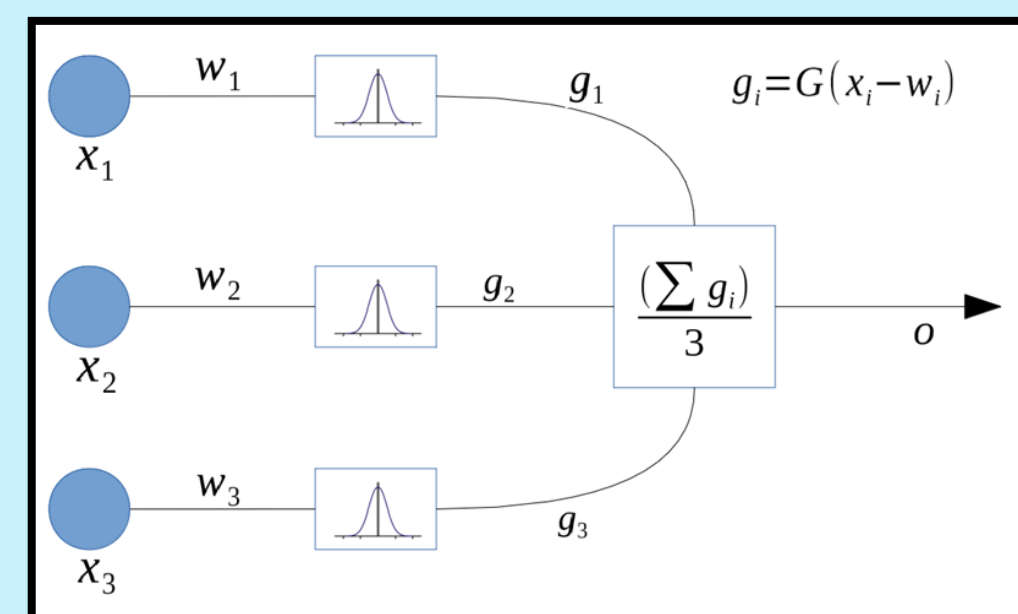 w₁
g₁
gᵢ=G(xᵢ−wᵢ)
x₁
w₂
g₂
(∑ gᵢ)
3
o
x₂
w₃
g₃
x₃